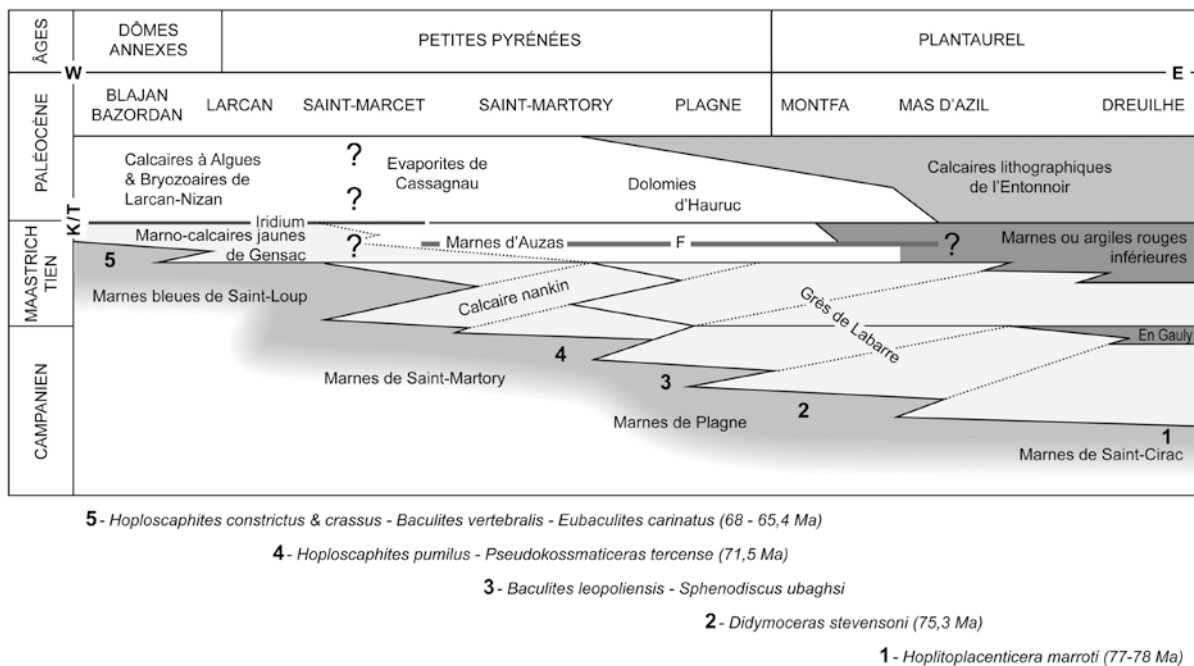 ÂGES
DÔMES
ANNEXES
PETITES PYRÉNÉES
PLANTAUREL
W
E
BLAJAN
BAZORDAN
LARCAN
SAINT-MARCET
SAINT-MARTORY
PLAGNE
MONTFA
MAS D'AZIL
DREUILHE
PALÉOCÈNE
Calcaires à Algues
& Bryozoaires de
Larcan-Nizan
?
?
Evaporites de
Cassagnau
Dolomies
d'Hauruc
Calcaires lithographiques
de l'Entonnoir
K/T
Iridium
MAASTRICH
TIEN
Marno-calcaires jaunes
de Gensac
?
Marnes d'Auzas
F
?
Marnes ou argiles rouges
inférieures
5
Marnes bleues de Saint-Loup
Calcaire nankin
Grès de Labarre
En Gauly
CAMPANIEN
4
Marnes de Saint-Martory
3
2
Marnes de Plagne
1
Marnes de Saint-Cirac
5 - Hoploscaphites constrictus & crassus - Baculites vertebralis - Eubaculites carinatus (68 - 65,4 Ma)
4 - Hoploscaphites pumilus - Pseudokossmaticeras tercense (71,5 Ma)
3 - Baculites leopoliensis - Sphenodiscus ubaghsi
2 - Didymoceras stevensoni (75,3 Ma)
1 - Hoplitoplacenticera marroti (77-78 Ma)